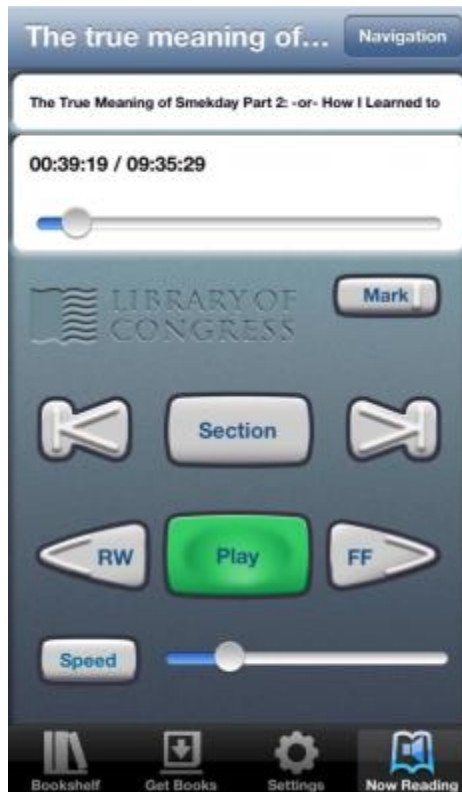 The true meaning of...
Navigation
The True Meaning of Smekday Part 2: -or- How I Learned to
00:39:19 / 09:35:29
LIBRARY OF
CONGRESS
Mark
Section
RW
Play
FF
Speed
Bookshelf
Get Books
Settings
Now Reading